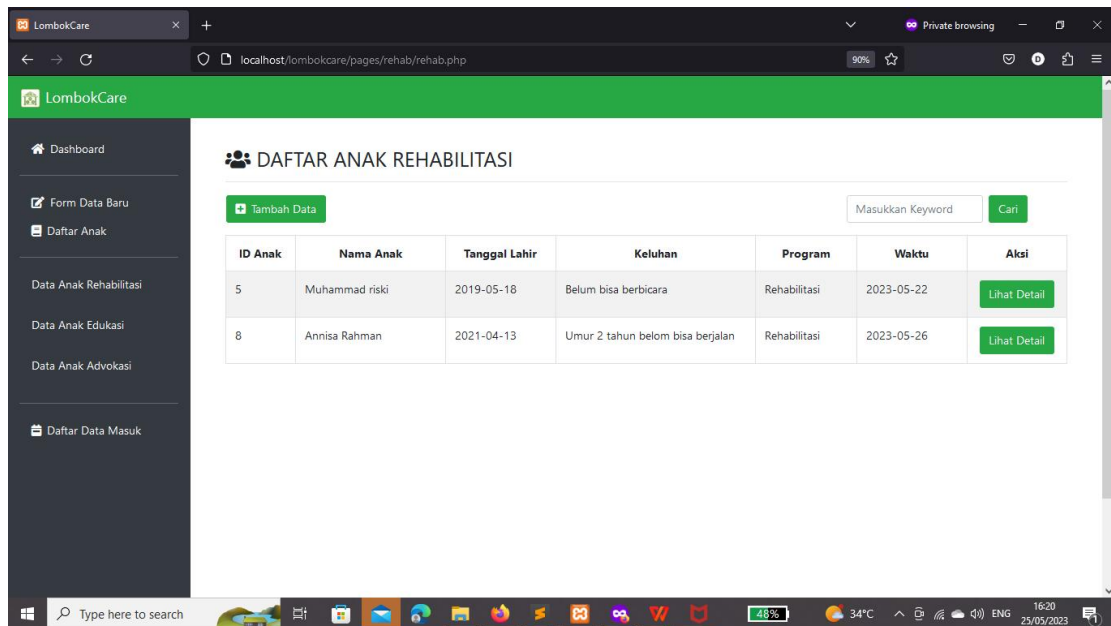 LombokCare
Private browsing
localhost/lombokcare/pages/rehab/rehab.php
90%
D
LombokCare
Dashboard
Form Data Baru
Daftar Anak
Data Anak Rehabilitasi
Data Anak Edukasi
Data Anak Advokasi
Daftar Data Masuk
DAFTAR ANAK REHABILITASI
Tambah Data
Masukkan Keyword Cari
ID Anak Nama Anak Tanggal Lahir Keluhan Program Waktu Aksi
5 Muhammad riski 2019-05-18 Belum bisa berbicara Rehabilitasi 2023-05-22 Lihat Detail
8 Annisa Rahman 2021-04-13 Umur 2 tahun belom bisa berjalan Rehabilitasi 2023-05-26 Lihat Detail
Type here to search
48%
34°C
ENG
16:20
25/05/2023